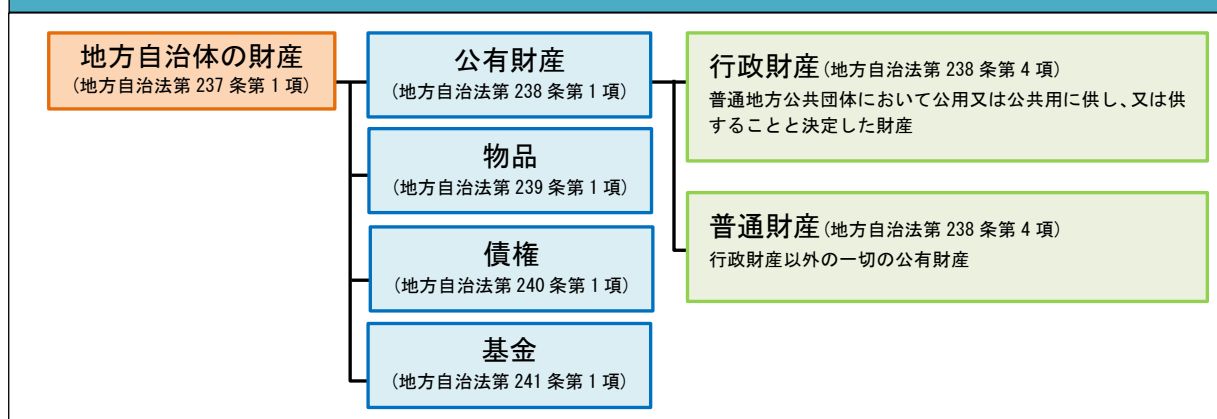 地方自治体の財産
(地方自治法第 237 条第 1 項)
公有財産
(地方自治法第 238 条第 1 項)
物品
(地方自治法第 239 条第 1 項)
債権
(地方自治法第 240 条第 1 項)
基金
(地方自治法第 241 条第 1 項)
行政財産(地方自治法第 238 条第 4 項)
普通地方公共団体において公用又は公共用に供し、又は供
することと決定した財産
普通財産(地方自治法第 238 条第 4 項)
行政財産以外の一切の公有財産